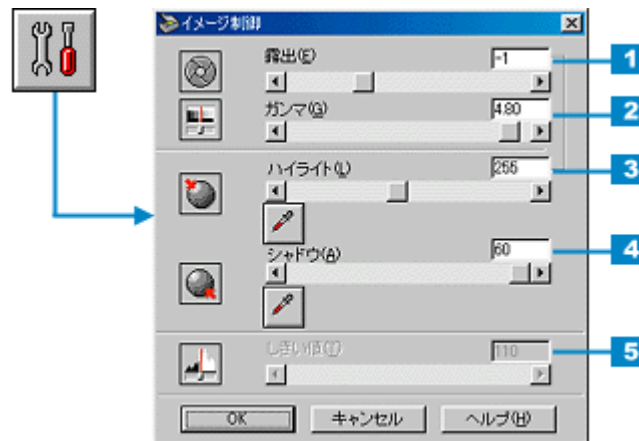 イメージ制御
露出(E)
-1
1
ガンマ(G)
4.80
2
ハイライト(L)
255
3
シャドウ(A)
60
4
しきい値(T)
110
5
OK
キャンセル
ヘルプ(H)